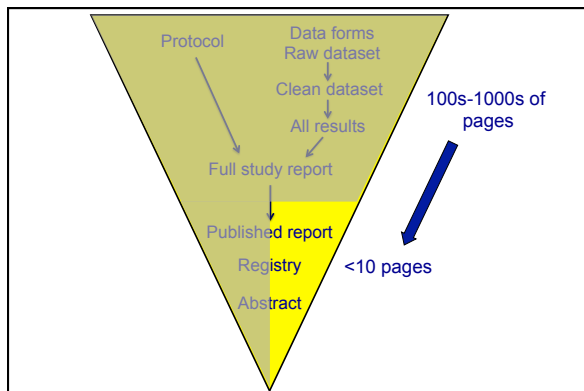 Protocol
Data forms
Raw dataset
Clean dataset
All results
Full study report
Published report
Registry
Abstract
100s-1000s of
pages
<10 pages